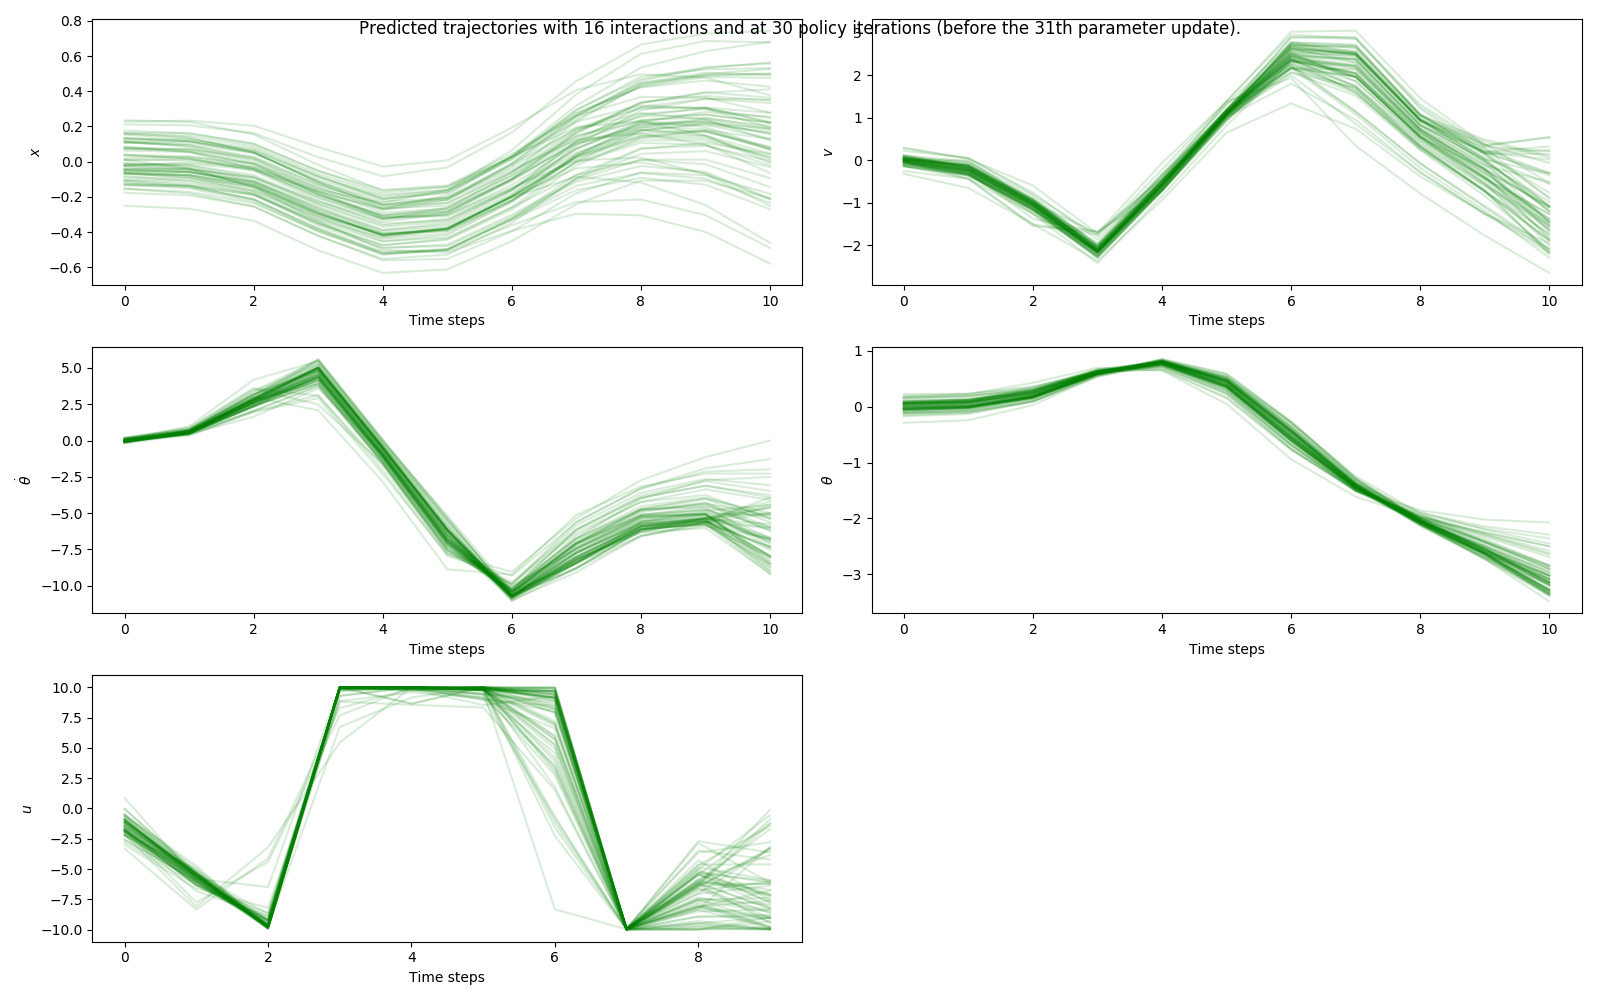 Predicted trajectories with 16 interactions and at 30 policy iterations (before the 31th parameter update).
0.8
0.6
0.4
0.2
0.0
−0.2
−0.4
−0.6
x
0 2 4 6 8 10
Time steps
3
2
1
0
−1
−2
v
0 2 4 6 8 10
Time steps
5.0
2.5
0.0
−2.5
−5.0
−7.5
−10.0
θ̇
0 2 4 6 8 10
Time steps
1
0
−1
−2
−3
θ
0 2 4 6 8 10
Time steps
10.0
7.5
5.0
2.5
0.0
−2.5
−5.0
−7.5
−10.0
u
0 2 4 6 8
Time steps